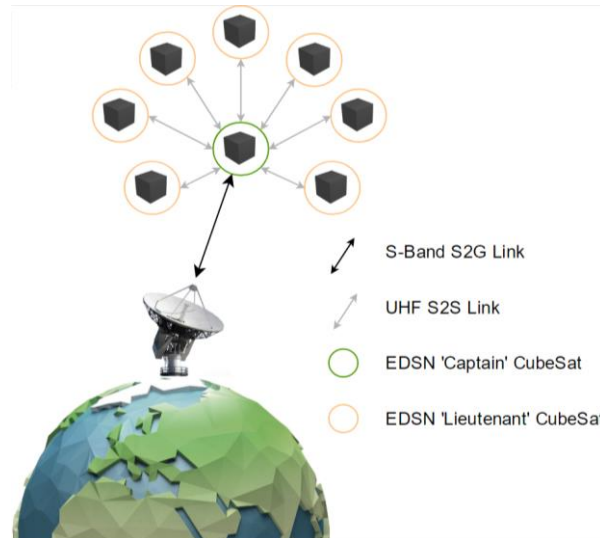 S-Band S2G Link
UHF S2S Link
EDSN 'Captain' CubeSat
EDSN 'Lieutenant' CubeSat